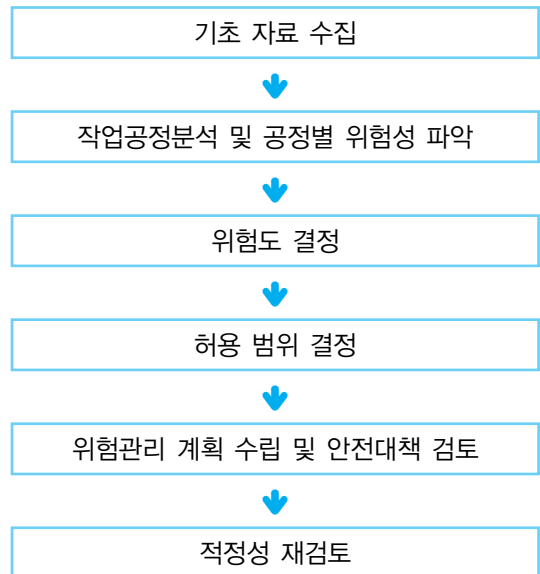 기초 자료 수집
작업공정분석 및 공정별 위험성 파악
위험도 결정
허용 범위 결정
위험관리 계획 수립 및 안전대책 검토
적정성 재검토